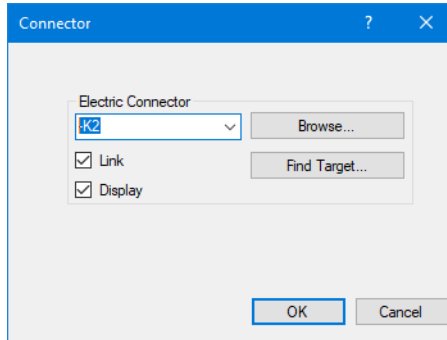 Connector ?
Electric Connector
-K2
Browse...
Link
Find Target...
Display
OK
Cancel